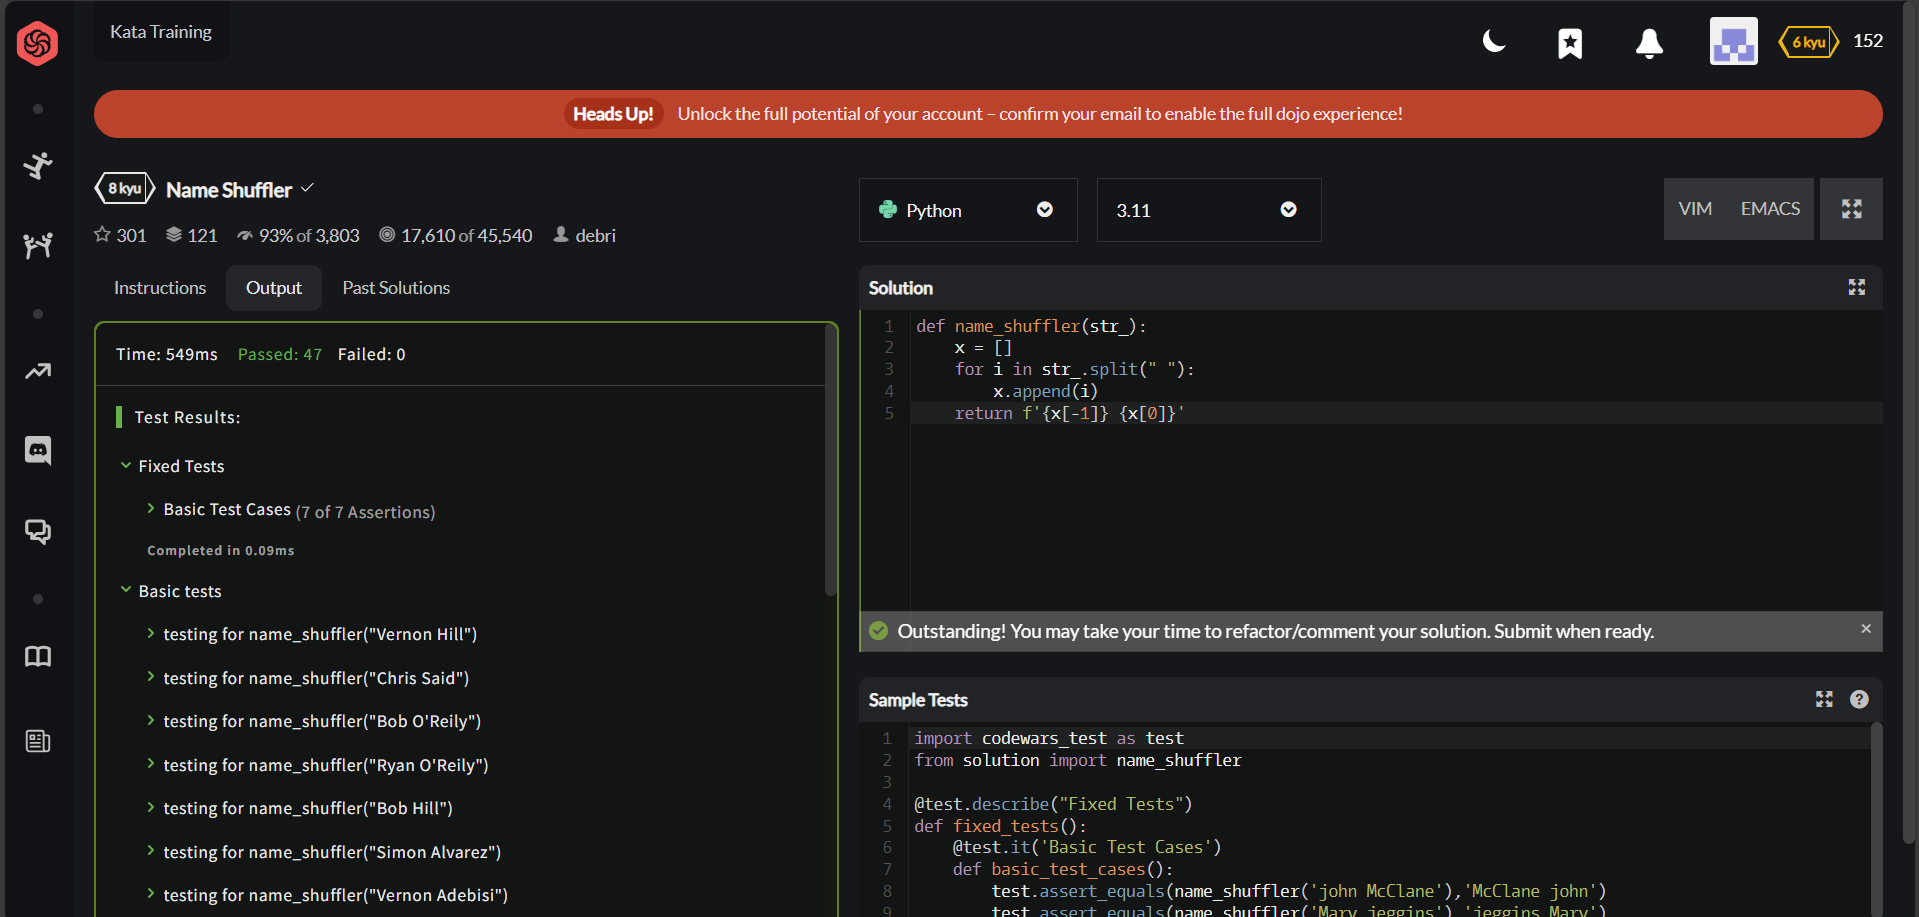 Kata Training
6 kyu 152
Heads Up! Unlock the full potential of your account – confirm your email to enable the full dojo experience!
8 kyu Name Shuffler
301 121 93% of 3,803 17,610 of 45,540 debri
Instructions Output Past Solutions
Time: 549ms Passed: 47 Failed: 0
Test Results:
Fixed Tests
Basic Test Cases (7 of 7 Assertions)
Completed in 0.09ms
Basic tests
testing for name_shuffler("Vernon Hill")
testing for name_shuffler("Chris Said")
testing for name_shuffler("Bob O'Reily")
testing for name_shuffler("Ryan O'Reily")
testing for name_shuffler("Bob Hill")
testing for name_shuffler("Simon Alvarez")
testing for name_shuffler("Vernon Adebisi")
Python 3.11 VIM EMACS
Solution
1 def name_shuffler(str_):
2     x = []
3     for i in str_.split(" "):
4         x.append(i)
5     return f'{x[-1]} {x[0]}'
Outstanding! You may take your time to refactor/comment your solution. Submit when ready. ×
Sample Tests ?
1 import codewars_test as test
2 from solution import name_shuffler
3
4 @test.describe("Fixed Tests")
5 def fixed_tests():
6     @test.it('Basic Test Cases')
7     def basic_test_cases():
8         test.assert_equals(name_shuffler('john McClane'),'McClane john')
9         test.assert_equals(name_shuffler('Mary jeggins'),'jeggins Mary')